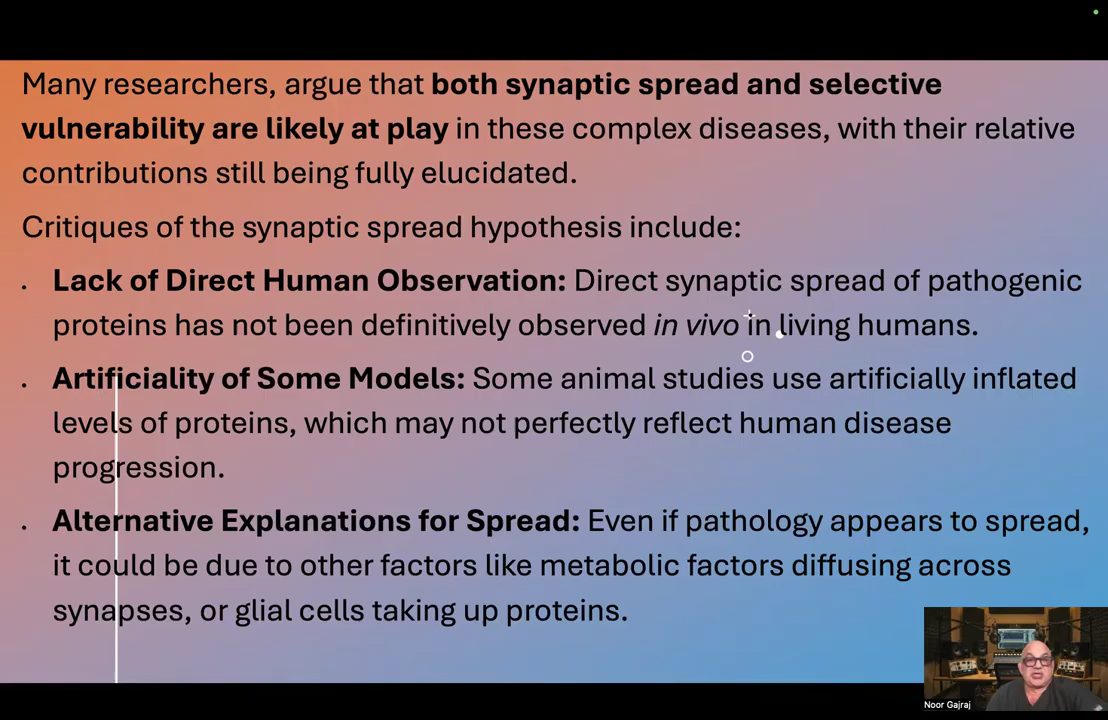 Many researchers, argue that both synaptic spread and selective
vulnerability are likely at play in these complex diseases, with their relative
contributions still being fully elucidated.
Critiques of the synaptic spread hypothesis include:
• Lack of Direct Human Observation: Direct synaptic spread of pathogenic
proteins has not been definitively observed in vivo in living humans.
• Artificiality of Some Models: Some animal studies use artificially inflated
levels of proteins, which may not perfectly reflect human disease
progression.
• Alternative Explanations for Spread: Even if pathology appears to spread,
it could be due to other factors like metabolic factors diffusing across
synapses, or glial cells taking up proteins.
Noor Gajraj